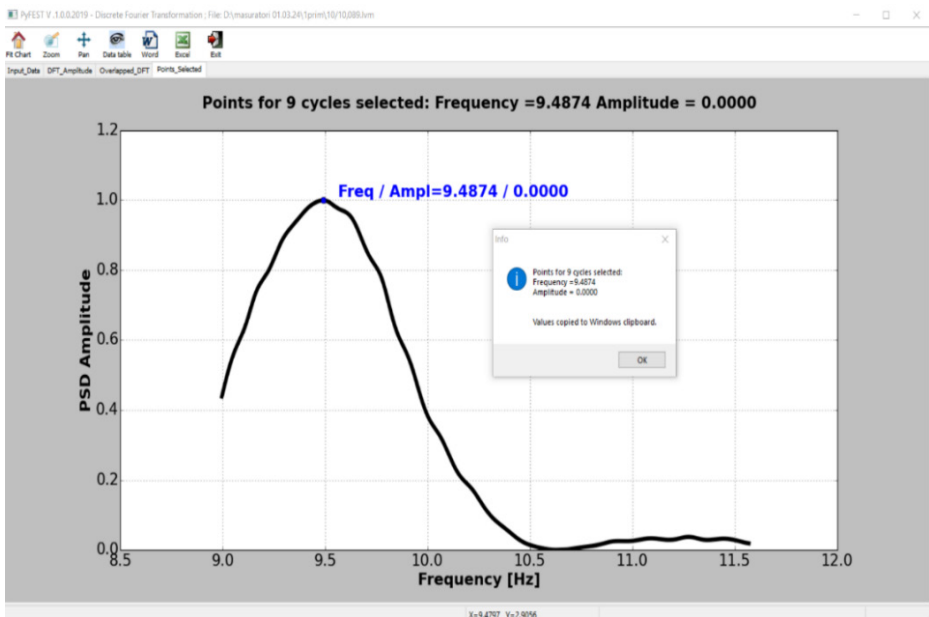 PyFEST V .1.0.0.2019 - Discrete Fourier Transformation ; File: D:\masuratori 01.03.24\1prim\10/10,089.lvm
Fit Chart Zoom Pan Data table Word Excel Exit
Input_Data DFT_Amplitude Overlapped_DFT Points_Selected
Points for 9 cycles selected: Frequency =9.4874 Amplitude = 0.0000
1.2
1.0
0.8
0.6
0.4
0.2
0.0
PSD Amplitude
Freq / Ampl=9.4874 / 0.0000
Info
Points for 9 cycles selected:
Frequency =9.4874
Amplitude = 0.0000
Values copied to Windows clipboard.
OK
8.5 9.0 9.5 10.0 10.5 11.0 11.5 12.0
Frequency [Hz]
X=9.4797 Y=2.9056